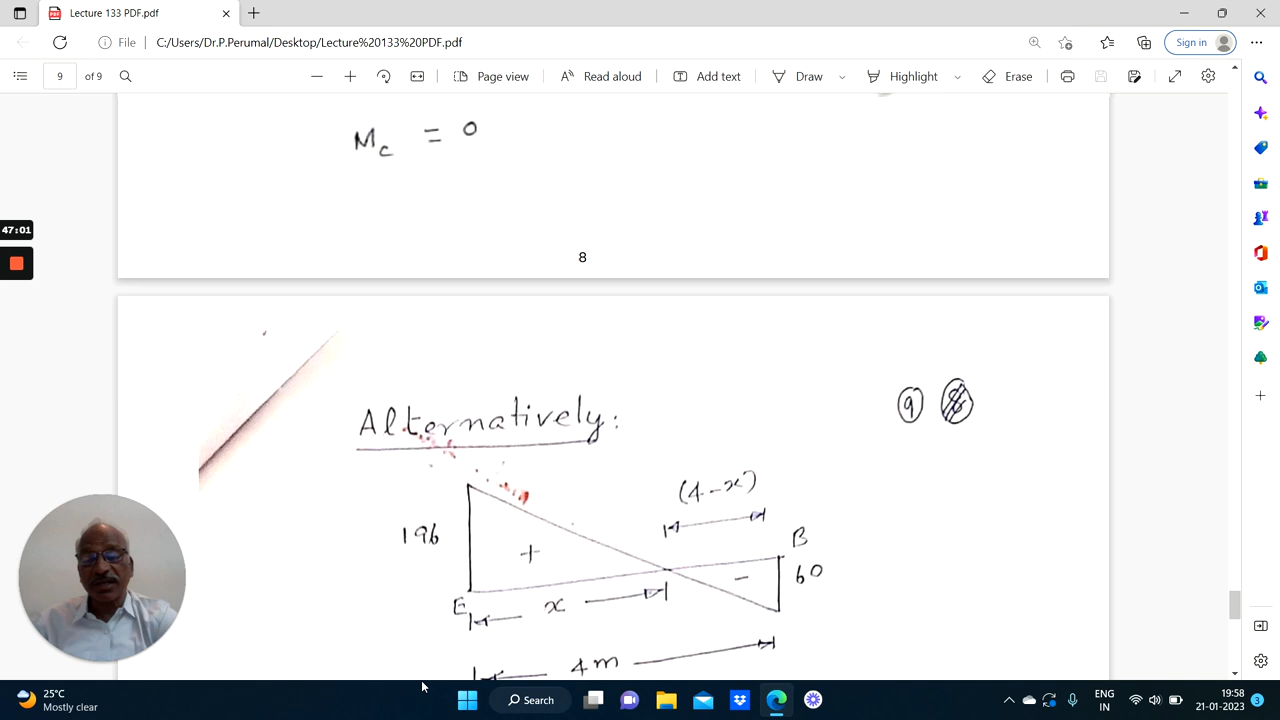 Lecture 133 PDF.pdf
File C:/Users/Dr.P.Perumal/Desktop/Lecture%20133%20PDF.pdf
Sign in
9 of 9
Page view
Read aloud
Add text
Draw
Highlight
Erase
Mc = 0
47:01
8
9
Alternatively:
(4-x)
196
+
B
-
60
E
x
4m
25°C
Mostly clear
Search
ENG
IN
19:58
21-01-2023
3